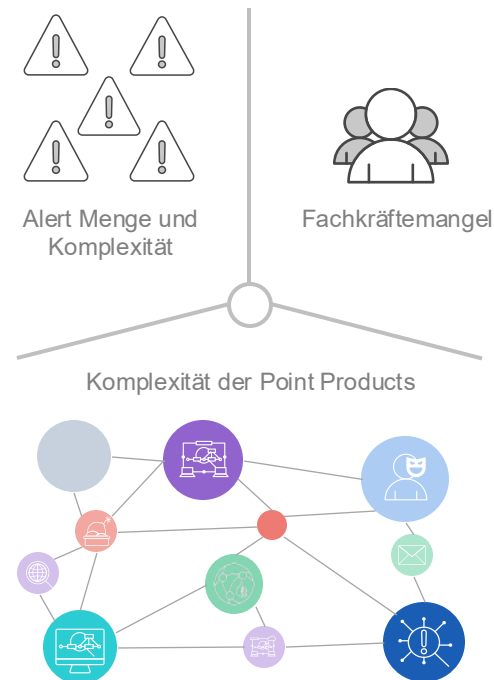 Alert Menge und
Komplexität
Fachkräftemangel
Komplexität der Point Products